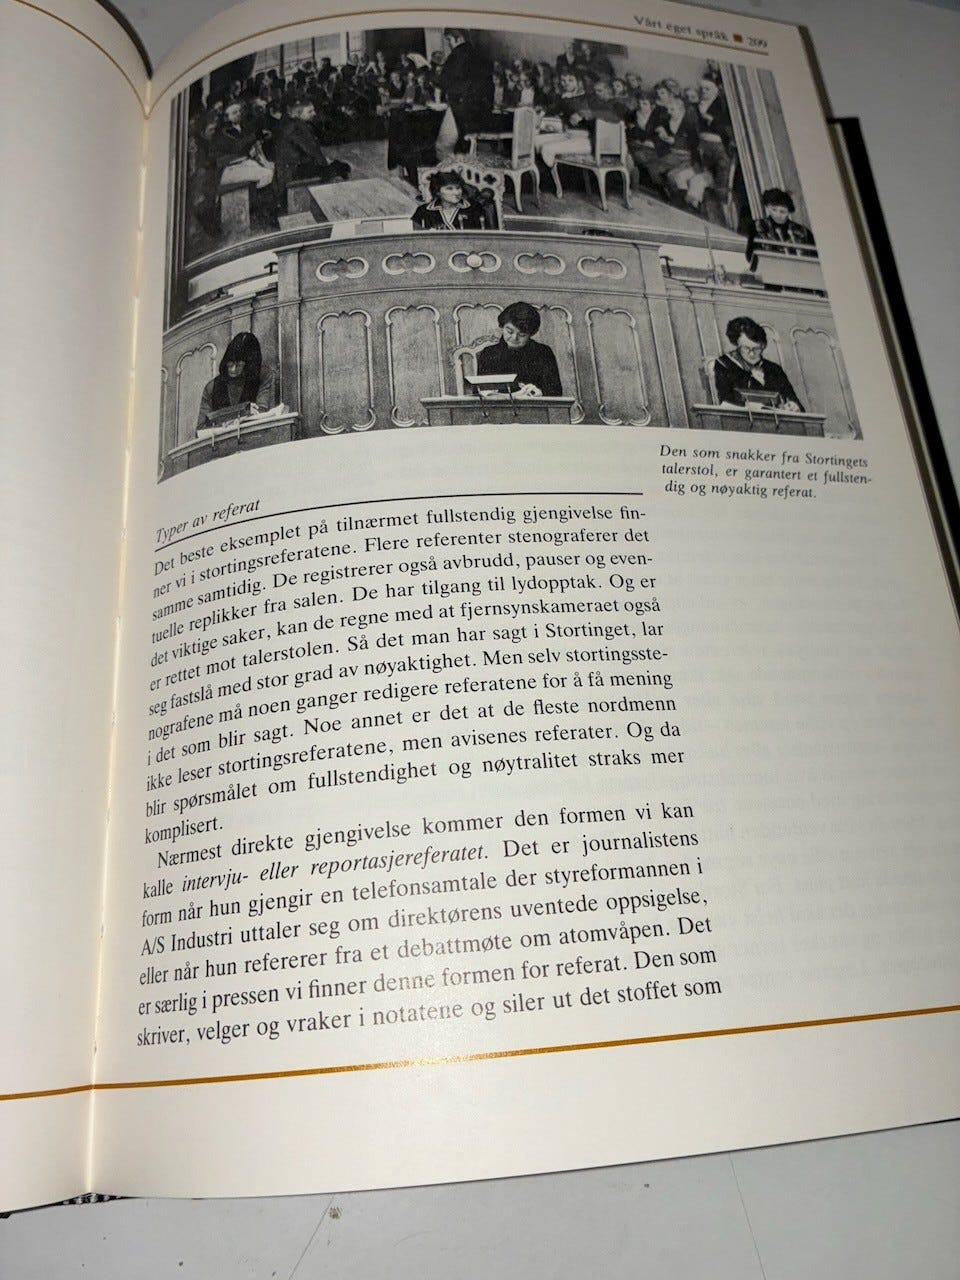 Vårt eget språk ■ 209
Den som snakker fra Stortingets
talerstol, er garantert et fullsten-
dig og nøyaktig referat.
Typer av referat
Det beste eksemplet på tilnærmet fullstendig gjengivelse fin-
ner vi i stortingsreferatene. Flere referenter stenograferer det
samme samtidig. De registrerer også avbrudd, pauser og even-
tuelle replikker fra salen. De har tilgang til lydopptak. Og er
det viktige saker, kan de regne med at fjernsynskameraet også
er rettet mot talerstolen. Så det man har sagt i Stortinget, lar
seg fastslå med stor grad av nøyaktighet. Men selv stortingsste-
nografene må noen ganger redigere referatene for å få mening
i det som blir sagt. Noe annet er det at de fleste nordmenn
ikke leser stortingsreferatene, men avisenes referater. Og da
blir spørsmålet om fullstendighet og nøytralitet straks mer
komplisert.
Nærmest direkte gjengivelse kommer den formen vi kan
kalle intervju- eller reportasjereferatet. Det er journalistens
form når hun gjengir en telefonsamtale der styreformannen i
A/S Industri uttaler seg om direktørens uventede oppsigelse,
eller når hun refererer fra et debattmøte om atomvåpen. Det
er særlig i pressen vi finner denne formen for referat. Den som
skriver, velger og vraker i notatene og siler ut det stoffet som